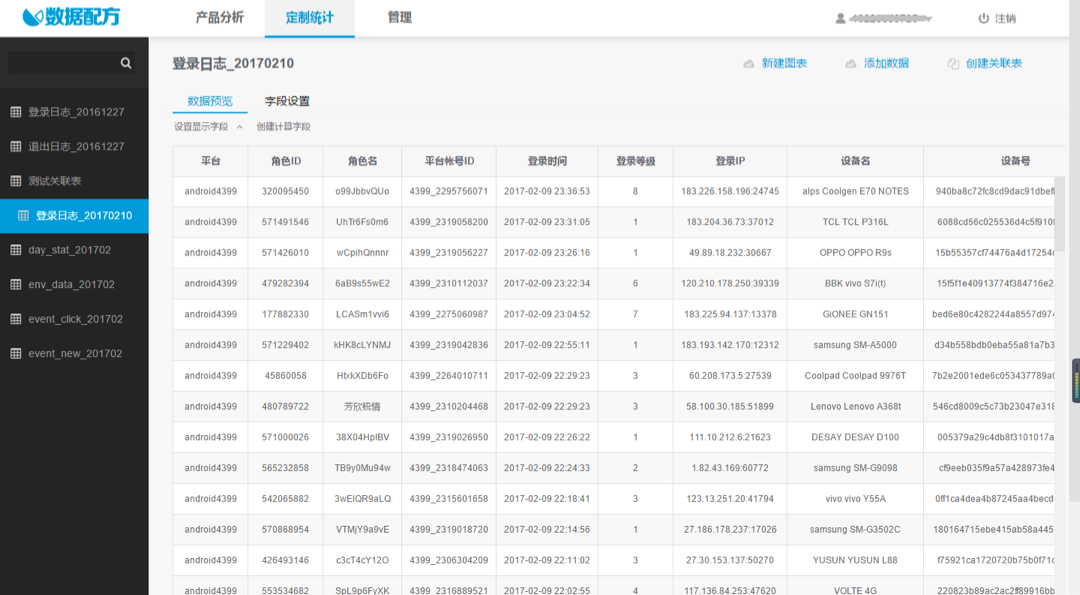 数据配方 产品分析 定制统计 管理 注销
登录日志_20170210 新建图表 添加数据 创建关联表
数据预览 字段设置
设置显示字段 创建计算字段
登录日志_20161227
退出日志_20161227
测试关联表
登录日志_20170210
day_stat_201702
env_data_201702
event_click_201702
event_new_201702
平台 角色ID 角色名 平台帐号ID 登录时间 登录等级 登录IP 设备名 设备号
android4399 320095450 o99JbbvQUo 4399_2295756071 2017-02-09 23:36:53 8 183.226.158.196:24745 alps Coolgen E70 NOTES 940ba8c72fc8cd9dac91dbef
android4399 571491546 UhTr6Fs0m6 4399_2319058200 2017-02-09 23:31:05 1 183.204.36.73:37012 TCL TCL P316L 6088cd56c025536d4c5f910
android4399 571426010 wCpihQnnnr 4399_2319056227 2017-02-09 23:26:16 1 49.89.18.232:30667 OPPO OPPO R9s 15b55357cf74476a4d17254
android4399 479282394 6aB9s55wE2 4399_2310112037 2017-02-09 23:22:34 6 120.210.178.250:39339 BBK vivo S7i(t) 15f5f1e40913774f384716e2
android4399 177882330 LCASm1vvi6 4399_2275060987 2017-02-09 23:04:52 7 183.225.94.137:13378 GiONEE GN151 bed6e80c4282244a8557d974
android4399 571229402 kHK8cLYNMJ 4399_2319042836 2017-02-09 22:55:11 1 183.193.142.170:12312 samsung SM-A5000 d34b558bdb0eba55a81a7b3
android4399 45860058 HtxkXDb6Fo 4399_2264010711 2017-02-09 22:29:23 3 60.208.173.5:27539 Coolpad Coolpad 9976T 7b2e2001ede6c053437789a
android4399 480789722 芳欣梳情 4399_2310204468 2017-02-09 22:29:23 3 58.100.30.185:51899 Lenovo Lenovo A368t 546cd8009c5c73b23047e318
android4399 571000026 38X04HpIBV 4399_2319026950 2017-02-09 22:26:22 1 111.10.212.6:21623 DESAY DESAY D100 005379a29c4db8f3101017a
android4399 565232858 TB9y0Mu94w 4399_2318474063 2017-02-09 22:24:33 2 1.82.43.169:60772 samsung SM-G9098 cf9eeb035f9a57a428973fe4
android4399 542065882 3wElQR9aLQ 4399_2315601658 2017-02-09 22:18:41 3 123.13.251.20:41794 vivo vivo Y55A 0ff1ca4dea4b87245aa4becd
android4399 570868954 VTMjY9a9vE 4399_2319018720 2017-02-09 22:14:56 1 27.186.178.237:17026 samsung SM-G3502C 180164715ebe415ab58a445
android4399 426493146 c3cT4cY12O 4399_2306304209 2017-02-09 22:11:02 3 27.30.153.137:50270 YUSUN YUSUN L88 f75921ca1720720b75b0f71
android4399 553534682 SpL9p6FyXK 4399_2316889521 2017-02-09 22:02:55 4 117.136.84.253:47620 VOLTE 4G 220823b89ac2ac2ff89916bb